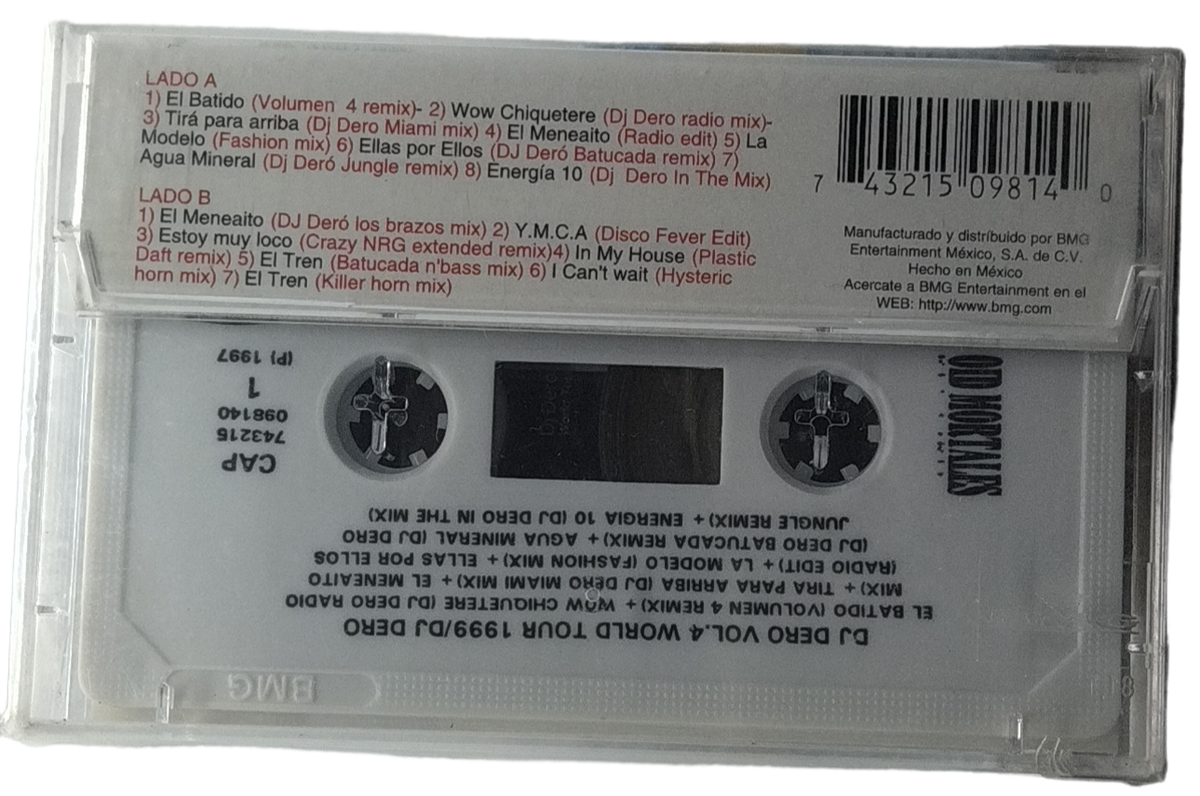 LADO A
1) El Batido (Volumen 4 remix)- 2) Wow Chiquetere (Dj Dero radio mix)-
3) Tirá para arriba (Dj Dero Miami mix) 4) El Meneaito (Radio edit) 5) La
Modelo (Fashion mix) 6) Ellas por Ellos (DJ Deró Batucada remix) 7)
Agua Mineral (Dj Deró Jungle remix) 8) Energía 10 (Dj Dero In The Mix)
LADO B
1) El Meneaito (DJ Deró los brazos mix) 2) Y.M.C.A (Disco Fever Edit)
3) Estoy muy loco (Crazy NRG extended remix)4) In My House (Plastic
Daft remix) 5) El Tren (Batucada n'bass mix) 6) I Can't wait (Hysteric
horn mix) 7) El Tren (Killer horn mix)
7 43215 09814 0
Manufacturado y distríbuido por BMG
Entertainment México, S.A. de C.V.
Hecho en México
Acercate a BMG Entertainment en el
WEB: http://www.bmg.com
BMG
DJ DERO VOL.4 WORLD TOUR 1999/DJ DERO
EL BATIDO (VOLUMEN 4 REMIX) + WOW CHIQUETERE (DJ DERO RADIO
MIX) + TIRA PARA ARRIBA (DJ DERO MIAMI MIX) + EL MENEAITO
(RADIO EDIT) + LA MODELO (FASHION MIX) + ELLAS POR ELLOS
(DJ DERO BATUCADA REMIX) + AGUA MINERAL (DJ DERO
JUNGLE REMIX) + ENERGIA 10 (DJ DERO IN THE MIX)
CAP
743215
098140
1
(P) 1997
OD MORTALES